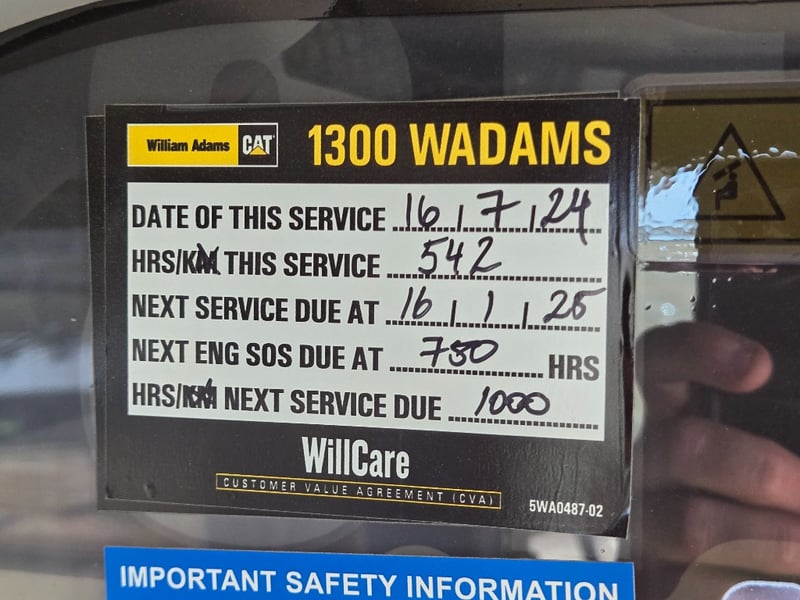 William Adams CAT 1300 WADAMS
DATE OF THIS SERVICE 16 / 7 / 24
HRS/KM THIS SERVICE 542
NEXT SERVICE DUE AT 16 / 1 / 25
NEXT ENG SOS DUE AT 750 HRS
HRS/KM NEXT SERVICE DUE 1000
WillCare
CUSTOMER VALUE AGREEMENT (CVA)
5WA0487-02
IMPORTANT SAFETY INFORMATION